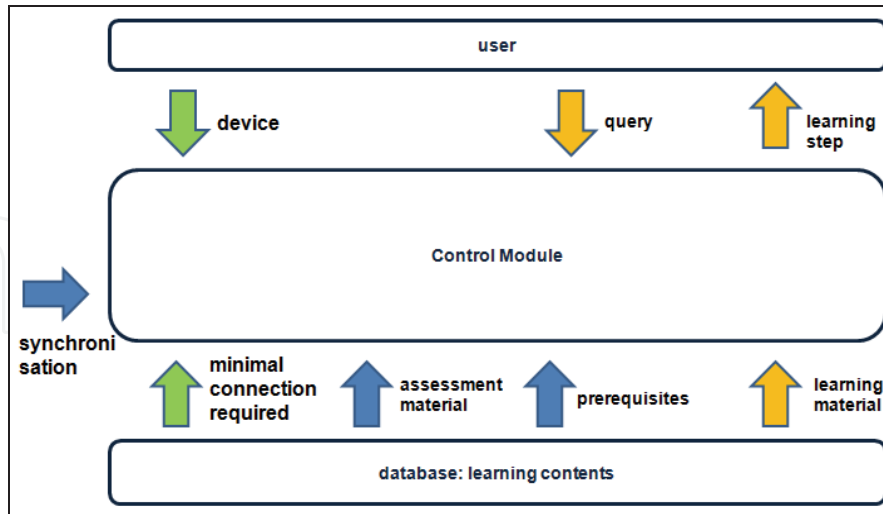 user
device
query
learning
step
Control Module
synchroni
sation
minimal
connection
required
assessment
material
prerequisites
learning
material
database: learning contents